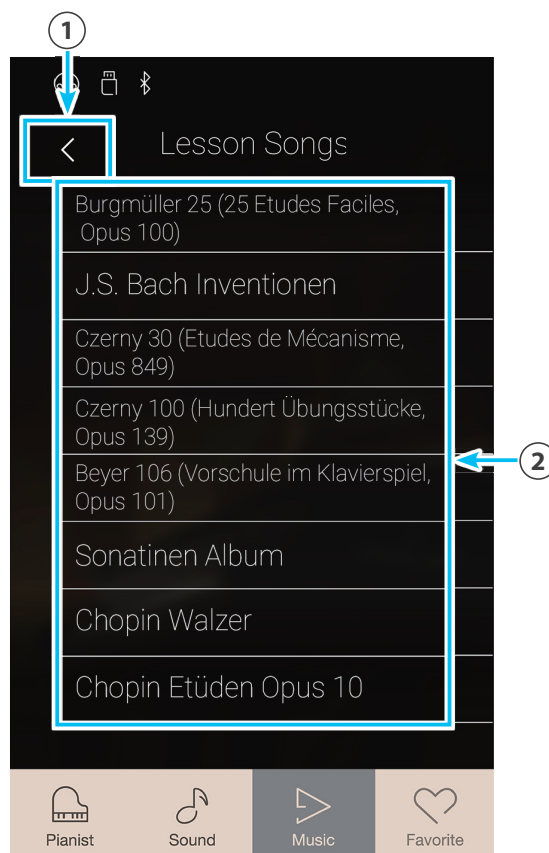 1
Lesson Songs
Burgmüller 25 (25 Etudes Faciles,
Opus 100)
J.S. Bach Inventionen
Czerny 30 (Etudes de Mécanisme,
Opus 849)
Czerny 100 (Hundert Übungsstücke,
Opus 139)
2
Beyer 106 (Vorschule im Klavierspiel,
Opus 101)
Sonatinen Album
Chopin Walzer
Chopin Etüden Opus 10
Pianist
Sound
Music
Favorite